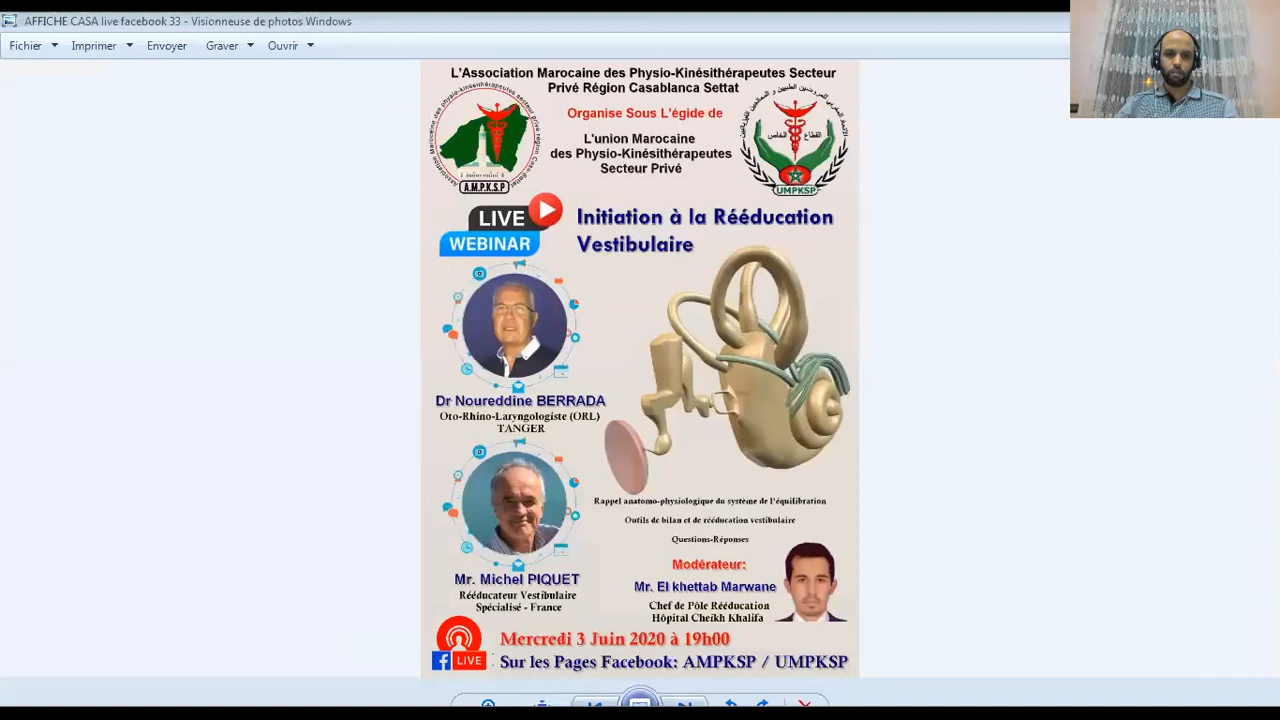 AFFICHE CASA live facebook 33 - Visionneuse de photos Windows
Fichier Imprimer Envoyer Graver Ouvrir
L'Association Marocaine des Physio-Kinésithérapeutes Secteur
Privé Région Casablanca Settat
Organise Sous L'égide de
L'union Marocaine
des Physio-Kinésithérapeutes
Secteur Privé
A.M.P.K.S.P
القطاع الخاص
UMPKSP
LIVE
WEBINAR
Initiation à la Rééducation
Vestibulaire
Dr Noureddine BERRADA
Oto-Rhino-Laryngologiste (ORL)
TANGER
Rappel anatomo-physiologique du système de l'équilibration
Outils de bilan et de rééducation vestibulaire
Questions-Réponses
Mr. Michel PIQUET
Rééducateur Vestibulaire
Spécialisé - France
Modérateur:
Mr. El khettab Marwane
Chef de Pôle Rééducation
Hôpital Cheikh Khalifa
LIVE
Mercredi 3 Juin 2020 à 19h00
Sur les Pages Facebook: AMPKSP / UMPKSP